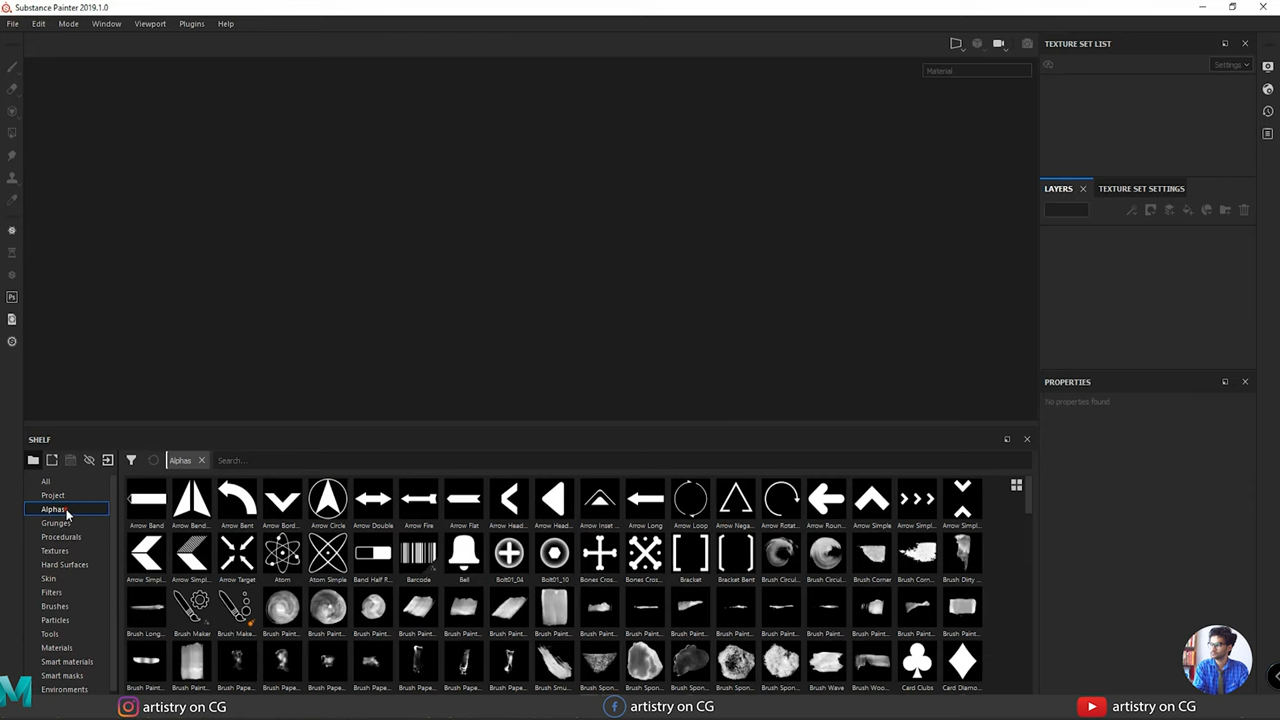 Substance Painter 2019.1.0
File Edit Mode Window Viewport Plugins Help
Material
TEXTURE SET LIST
Settings
LAYERS TEXTURE SET SETTINGS
PROPERTIES
No properties found
SHELF
Alphas Search...
All
Project
Alphas
Grunges
Procedurals
Textures
Hard Surfaces
Skin
Filters
Brushes
Particles
Tools
Materials
Smart materials
Smart masks
Environments
Arrow Band Arrow Bend... Arrow Bent Arrow Bord... Arrow Circle Arrow Double Arrow Fire Arrow Flat Arrow Head... Arrow Head... Arrow Inset ... Arrow Long Arrow Loop Arrow Nega... Arrow Rotat... Arrow Roun... Arrow Simple Arrow Simpl... Arrow Simpl...
Arrow Simpl... Arrow Simpl... Arrow Target Atom Atom Simple Band Half R... Barcode Bell Bolt01_04 Bolt01_10 Bones Cros... Bones Cros... Bracket Bracket Bent Brush Circul... Brush Circul... Brush Corner Brush Corn... Brush Dirty ...
Brush Long... Brush Maker Brush Make... Brush Paint... Brush Paint... Brush Paint... Brush Paint... Brush Paint... Brush Paint... Brush Paint... Brush Paint... Brush Paint... Brush Paint... Brush Paint... Brush Paint... Brush Paint... Brush Paint... Brush Paint... Brush Paint...
Brush Paint... Brush Paint... Brush Pape... Brush Pape... Brush Pape... Brush Pape... Brush Pape... Brush Pape... Brush Pape... Brush Smu... Brush Spon... Brush Spon... Brush Spon... Brush Spon... Brush Spon... Brush Wave Brush Woo... Card Clubs Card Diamo...
Ps
M
artistry on CG
f artistry on CG
artistry on CG